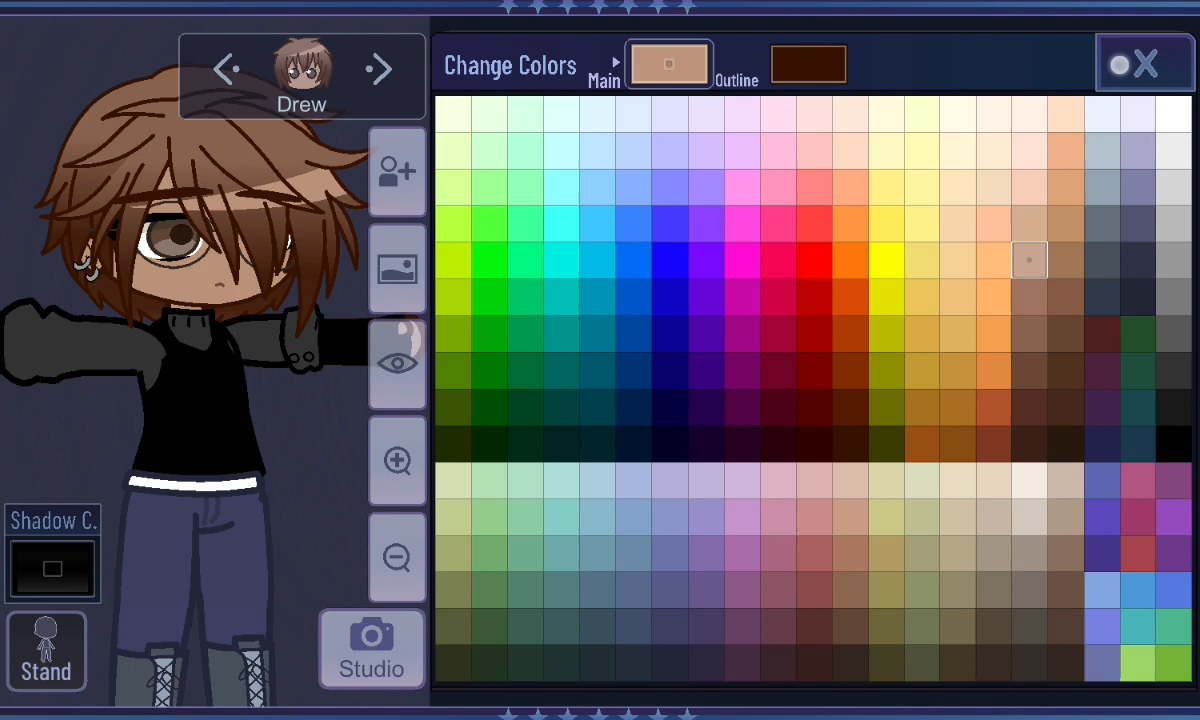 Drew
Change Colors
Main
Outline
Shadow C.
Stand
Studio